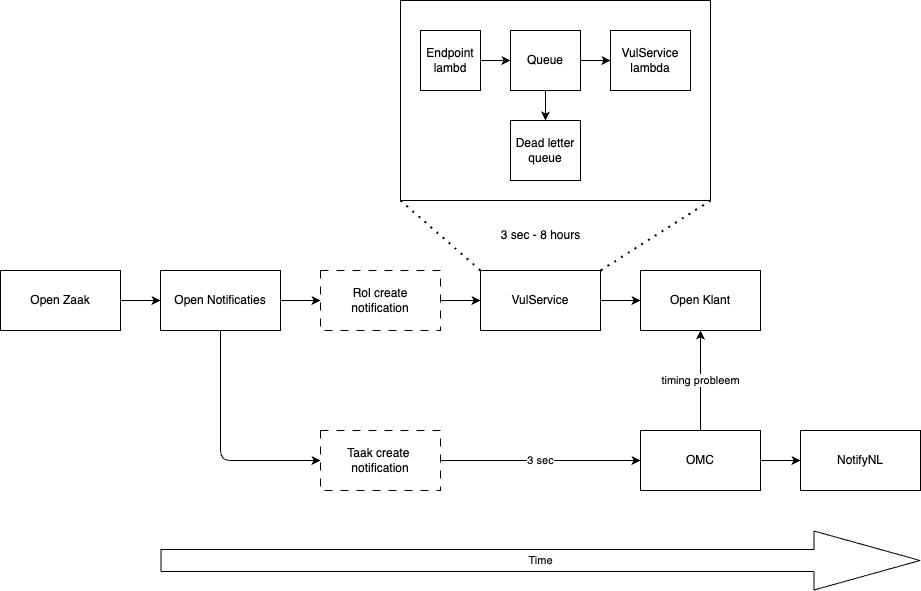 Endpoint
lambd
Queue
VulService
lambda
Dead letter
queue
3 sec - 8 hours
Open Zaak
Open Notificaties
Rol create
notification
VulService
Open Klant
timing probleem
Taak create
notification
3 sec
OMC
NotifyNL
Time